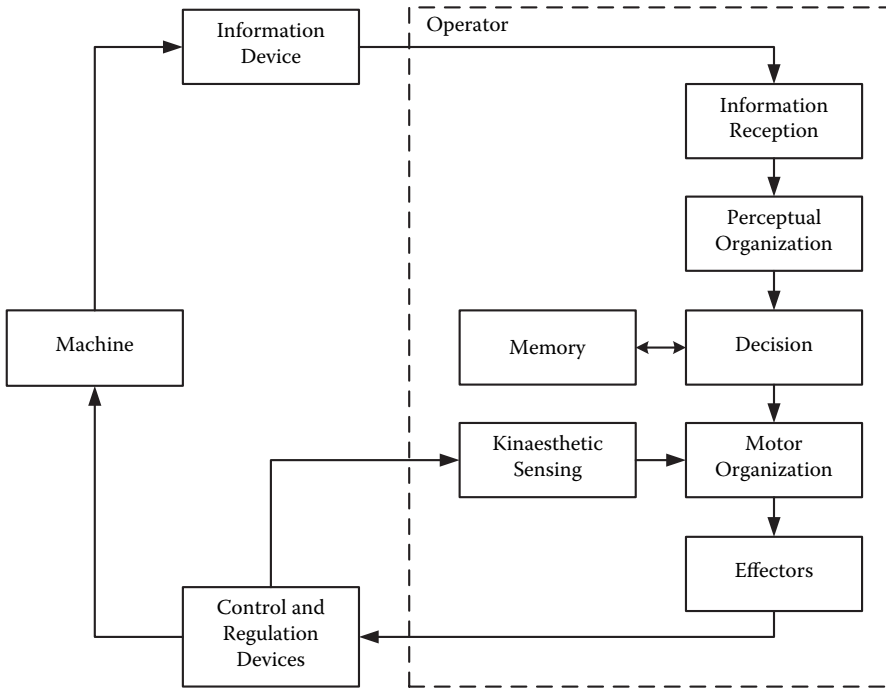 Information
Device
Operator
Information
Reception
Perceptual
Organization
Machine
Memory
Decision
Kinaesthetic
Sensing
Motor
Organization
Effectors
Control and
Regulation
Devices